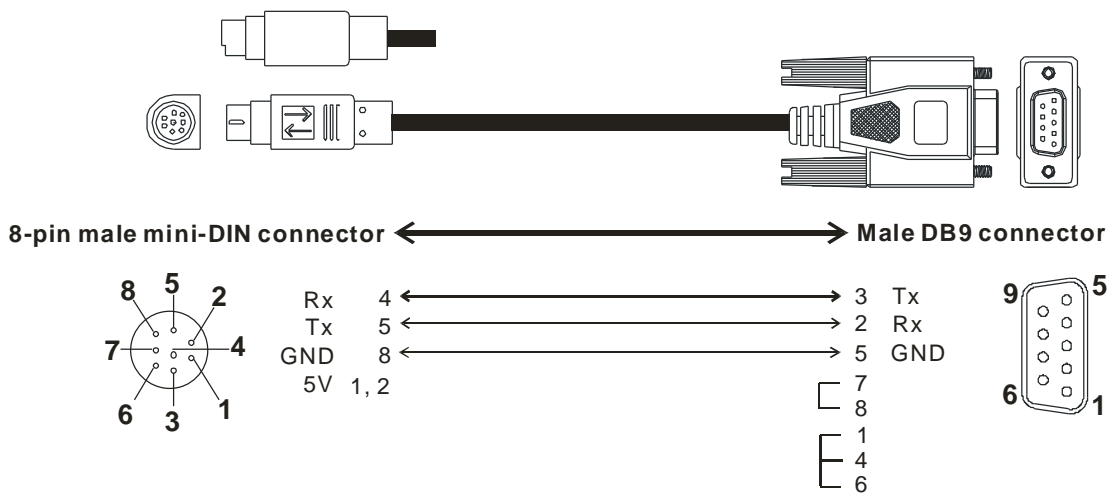 8-pin male mini-DIN connector
Male DB9 connector
8 5 2
7 4
6 3 1
Rx 4
Tx 5
GND 8
5V 1, 2
3 Tx
2 Rx
5 GND
7
8
1
4
6
9 5
6 1